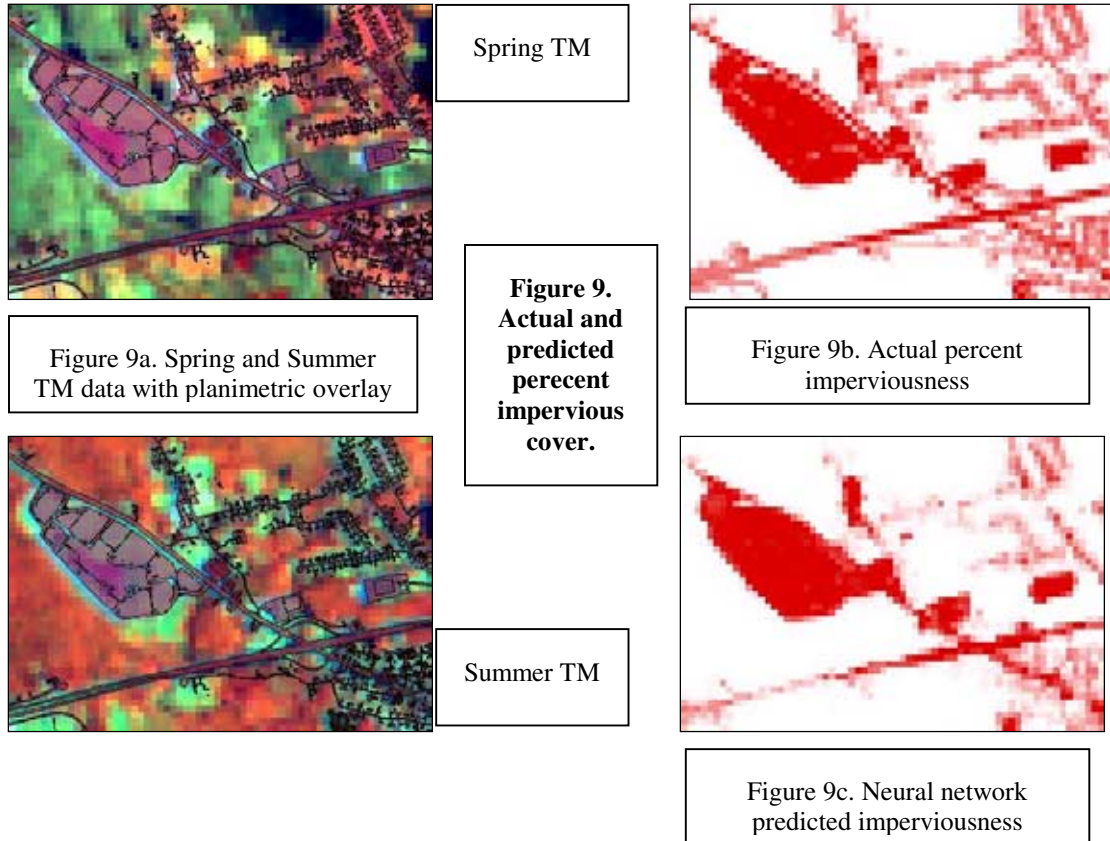 Spring TM
Figure 9a. Spring and Summer
TM data with planimetric overlay
Figure 9.
Actual and
predicted
perecent
impervious
cover.
Figure 9b. Actual percent
imperviousness
Summer TM
Figure 9c. Neural network
predicted imperviousness